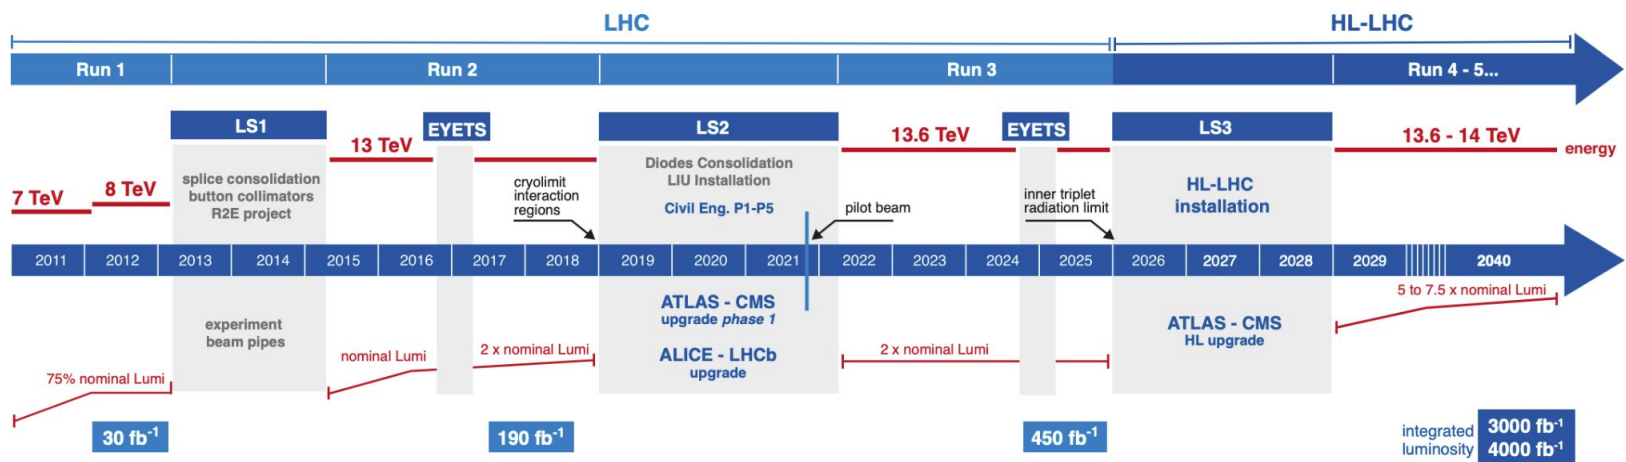 LHC
HL-LHC
Run 1
Run 2
Run 3
Run 4 - 5...
LS1
EYETS
LS2
EYETS
LS3
7 TeV
8 TeV
13 TeV
13.6 TeV
13.6 - 14 TeV
energy
splice consolidation
button collimators
R2E project
cryolimit
interaction
regions
Diodes Consolidation
LIU Installation
Civil Eng. P1-P5
pilot beam
inner triplet
radiation limit
HL-LHC
installation
2011
2012
2013
2014
2015
2016
2017
2018
2019
2020
2021
2022
2023
2024
2025
2026
2027
2028
2029
2040
experiment
beam pipes
ATLAS - CMS
upgrade phase 1
ALICE - LHCb
upgrade
ATLAS - CMS
HL upgrade
75% nominal Lumi
nominal Lumi
2 x nominal Lumi
2 x nominal Lumi
5 to 7.5 x nominal Lumi
30 fb⁻¹
190 fb⁻¹
450 fb⁻¹
integrated
luminosity
3000 fb⁻¹
4000 fb⁻¹